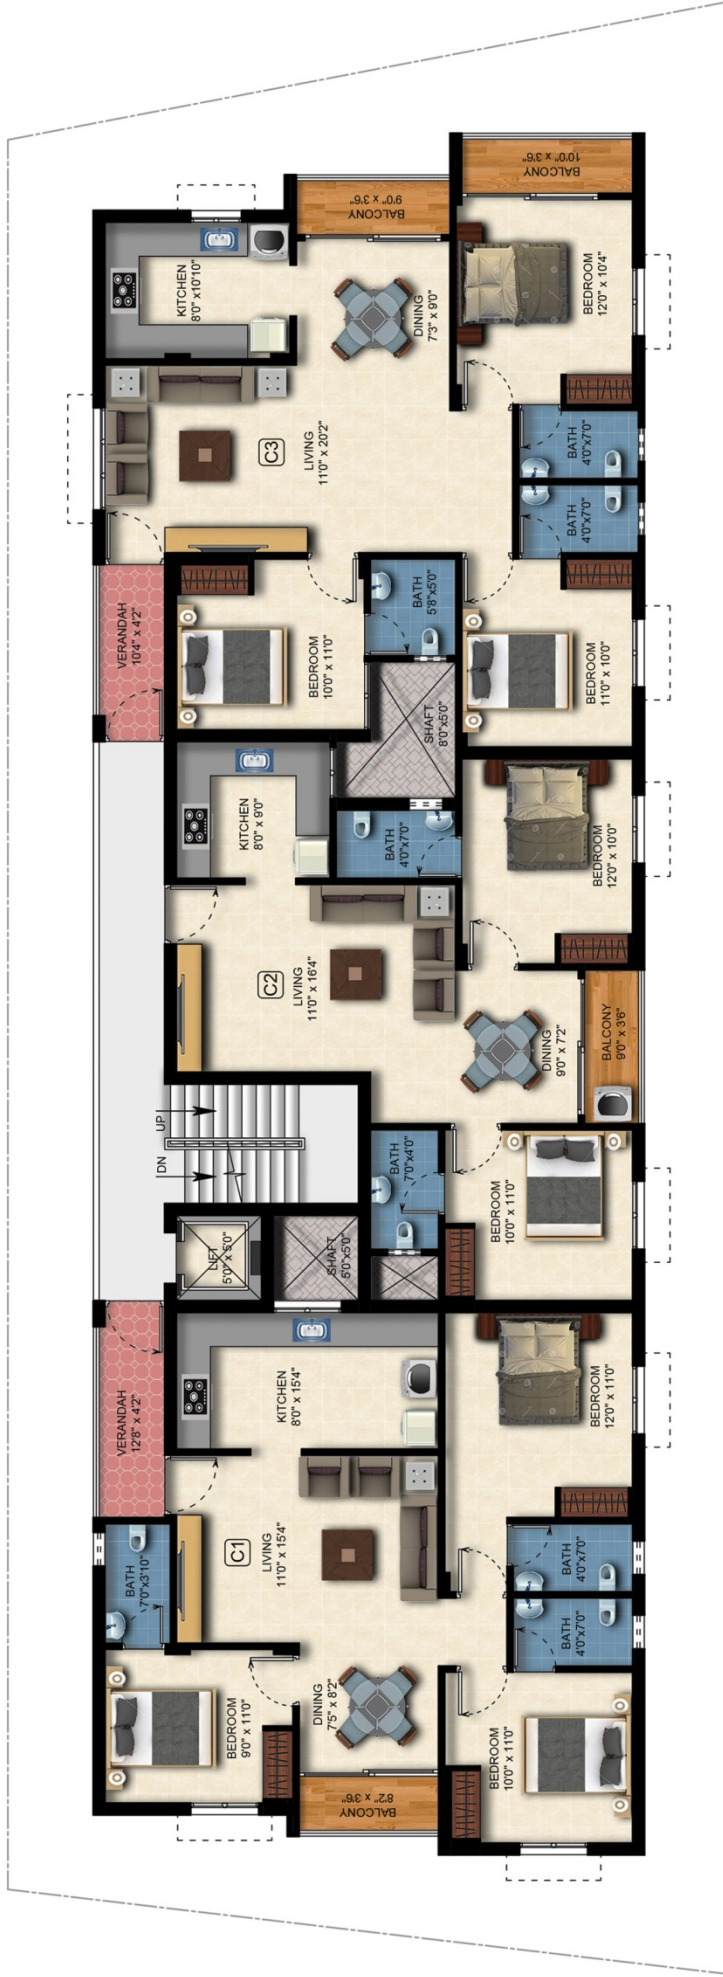 BALCONY
10'0" x 3'6"
BALCONY
9'0" x 3'6"
KITCHEN
8'0" x10'10"
DINING
7'3" x 9'0"
BEDROOM
12'0" x 10'4"
C3
LIVING
11'0" x 20'2"
BATH
4'0"x7'0"
BATH
4'0"x7'0"
VERANDAH
10'4" x 4'2"
BEDROOM
10'0" x 11'0"
BATH
5'8"x5'0"
BEDROOM
11'0" x 10'0"
SHAFT
8'0"x5'0"
KITCHEN
8'0" x 9'0"
BATH
4'0"x7'0"
BEDROOM
12'0" x 10'0"
C2
LIVING
11'0" x 16'4"
DINING
9'0" x 7'2"
BALCONY
9'0" x 3'6"
UP
DN
BATH
7'0"x4'0"
BEDROOM
10'0" x 11'0"
LIFT
5'0" x 5'0"
SHAFT
5'0"x5'0"
VERANDAH
12'8" x 4'2"
KITCHEN
8'0" x 15'4"
BEDROOM
12'0" x 11'0"
C1
LIVING
11'0" x 15'4"
BATH
7'0"x3'10"
BATH
4'0"x7'0"
BATH
4'0"x7'0"
BEDROOM
9'0" x 11'0"
DINING
7'5" x 8'2"
BEDROOM
10'0" x 11'0"
BALCONY
8'2" x 3'6"